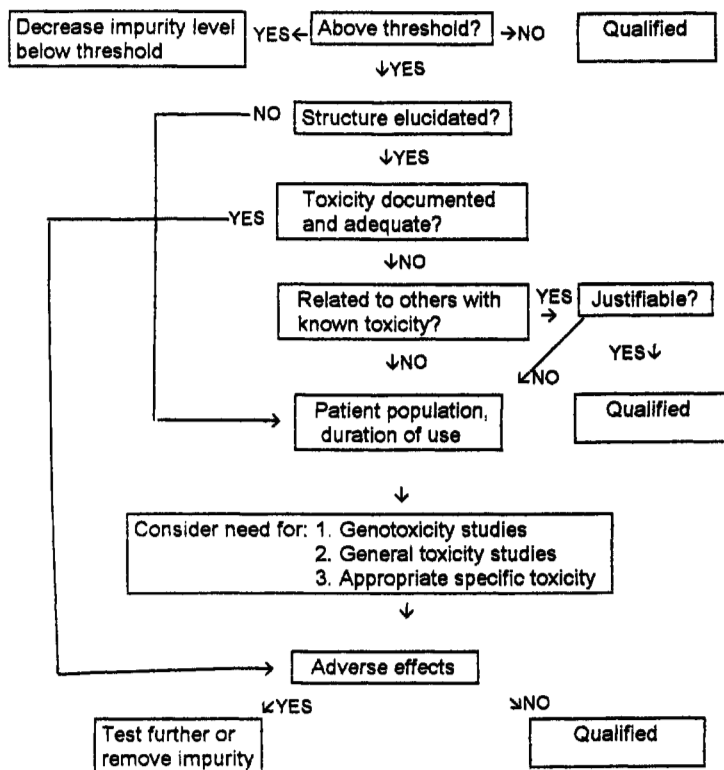 Decrease impurity level
below threshold
YES←
Above threshold?
→NO
Qualified
↓YES
NO
Structure elucidated?
↓YES
YES
Toxicity documented
and adequate?
↓NO
Related to others with
known toxicity?
YES
→
Justifiable?
↓NO
↙NO
YES↓
Patient population,
duration of use
Qualified
↓
Consider need for: 1. Genotoxicity studies
2. General toxicity studies
3. Appropriate specific toxicity
↓
Adverse effects
↙YES
↘NO
Test further or
remove impurity
Qualified